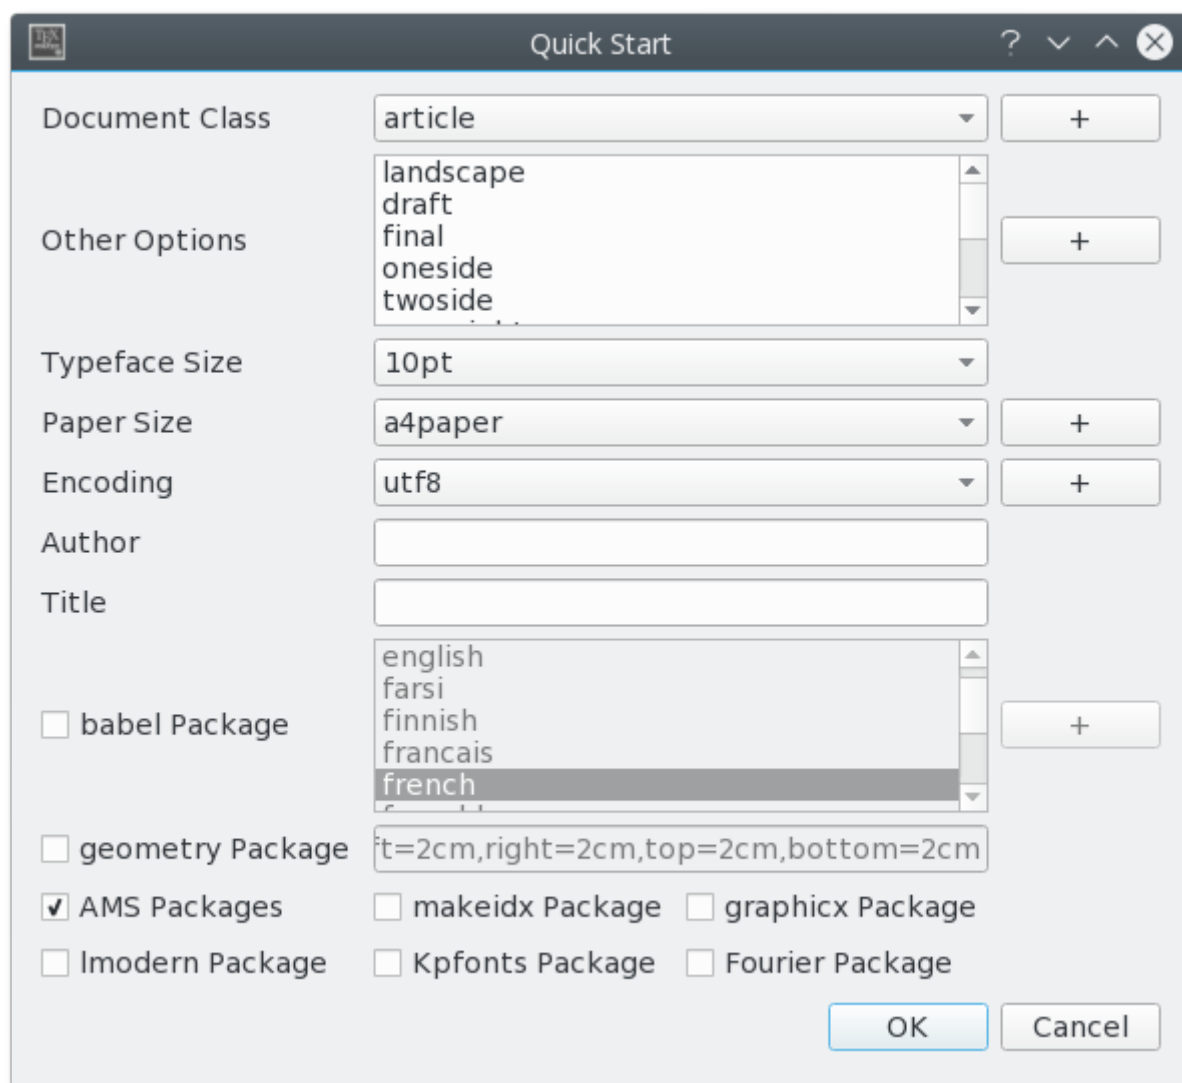 Quick Start
Document Class article +
landscape
draft
final
Other Options +
oneside
twoside
Typeface Size 10pt
Paper Size a4paper +
Encoding utf8 +
Author
Title
english
farsi
finnish
babel Package +
francais
french
geometry Package ft=2cm,right=2cm,top=2cm,bottom=2cm
AMS Packages makeidx Package graphicx Package
lmodern Package Kpfonts Package Fourier Package
OK Cancel